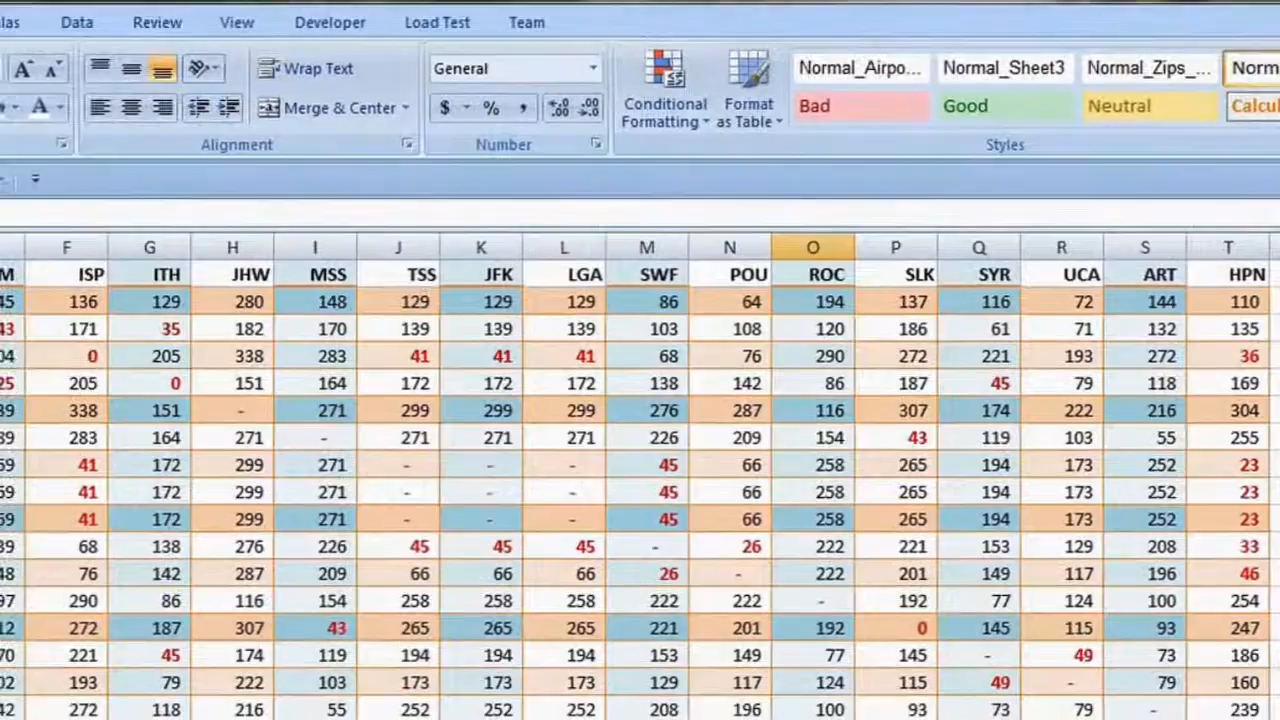 las Data Review View Developer Load Test Team
A A Wrap Text General Normal_Airpo... Normal_Sheet3 Normal_Zips_... Norm
A Merge & Center $ % , .00 .00 Conditional Formatting Format as Table Bad Good Neutral Calcul
Alignment Number Styles
F G H I J K L M N O P Q R S T
M ISP ITH JHW MSS TSS JFK LGA SWF POU ROC SLK SYR UCA ART HPN
45 136 129 280 148 129 129 129 86 64 194 137 116 72 144 110
43 171 35 182 170 139 139 139 103 108 120 186 61 71 132 135
04 0 205 338 283 41 41 41 68 76 290 272 221 193 272 36
25 205 0 151 164 172 172 172 138 142 86 187 45 79 118 169
39 338 151 - 271 299 299 299 276 287 116 307 174 222 216 304
39 283 164 271 - 271 271 271 226 209 154 43 119 103 55 255
59 41 172 299 271 - - - 45 66 258 265 194 173 252 23
59 41 172 299 271 - - - 45 66 258 265 194 173 252 23
59 41 172 299 271 - - - 45 66 258 265 194 173 252 23
39 68 138 276 226 45 45 45 - 26 222 221 153 129 208 33
48 76 142 287 209 66 66 66 26 - 222 201 149 117 196 46
97 290 86 116 154 258 258 258 222 222 - 192 77 124 100 254
12 272 187 307 43 265 265 265 221 201 192 0 145 115 93 247
70 221 45 174 119 194 194 194 153 149 77 145 - 49 73 186
02 193 79 222 103 173 173 173 129 117 124 115 49 - 79 160
42 272 118 216 55 252 252 252 208 196 100 93 73 79 - 239